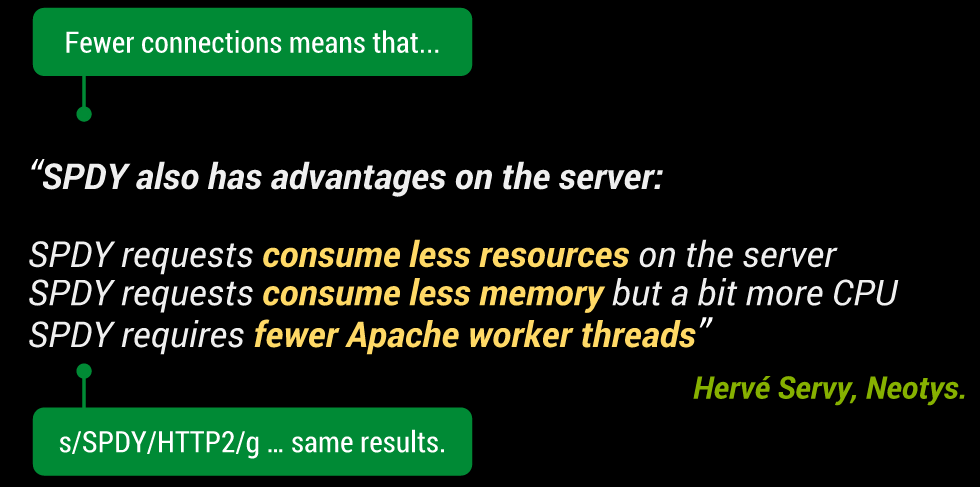 Fewer connections means that...
“SPDY also has advantages on the server:
SPDY requests consume less resources on the server
SPDY requests consume less memory but a bit more CPU
SPDY requires fewer Apache worker threads”
Hervé Servy, Neotys.
s/SPDY/HTTP2/g ... same results.